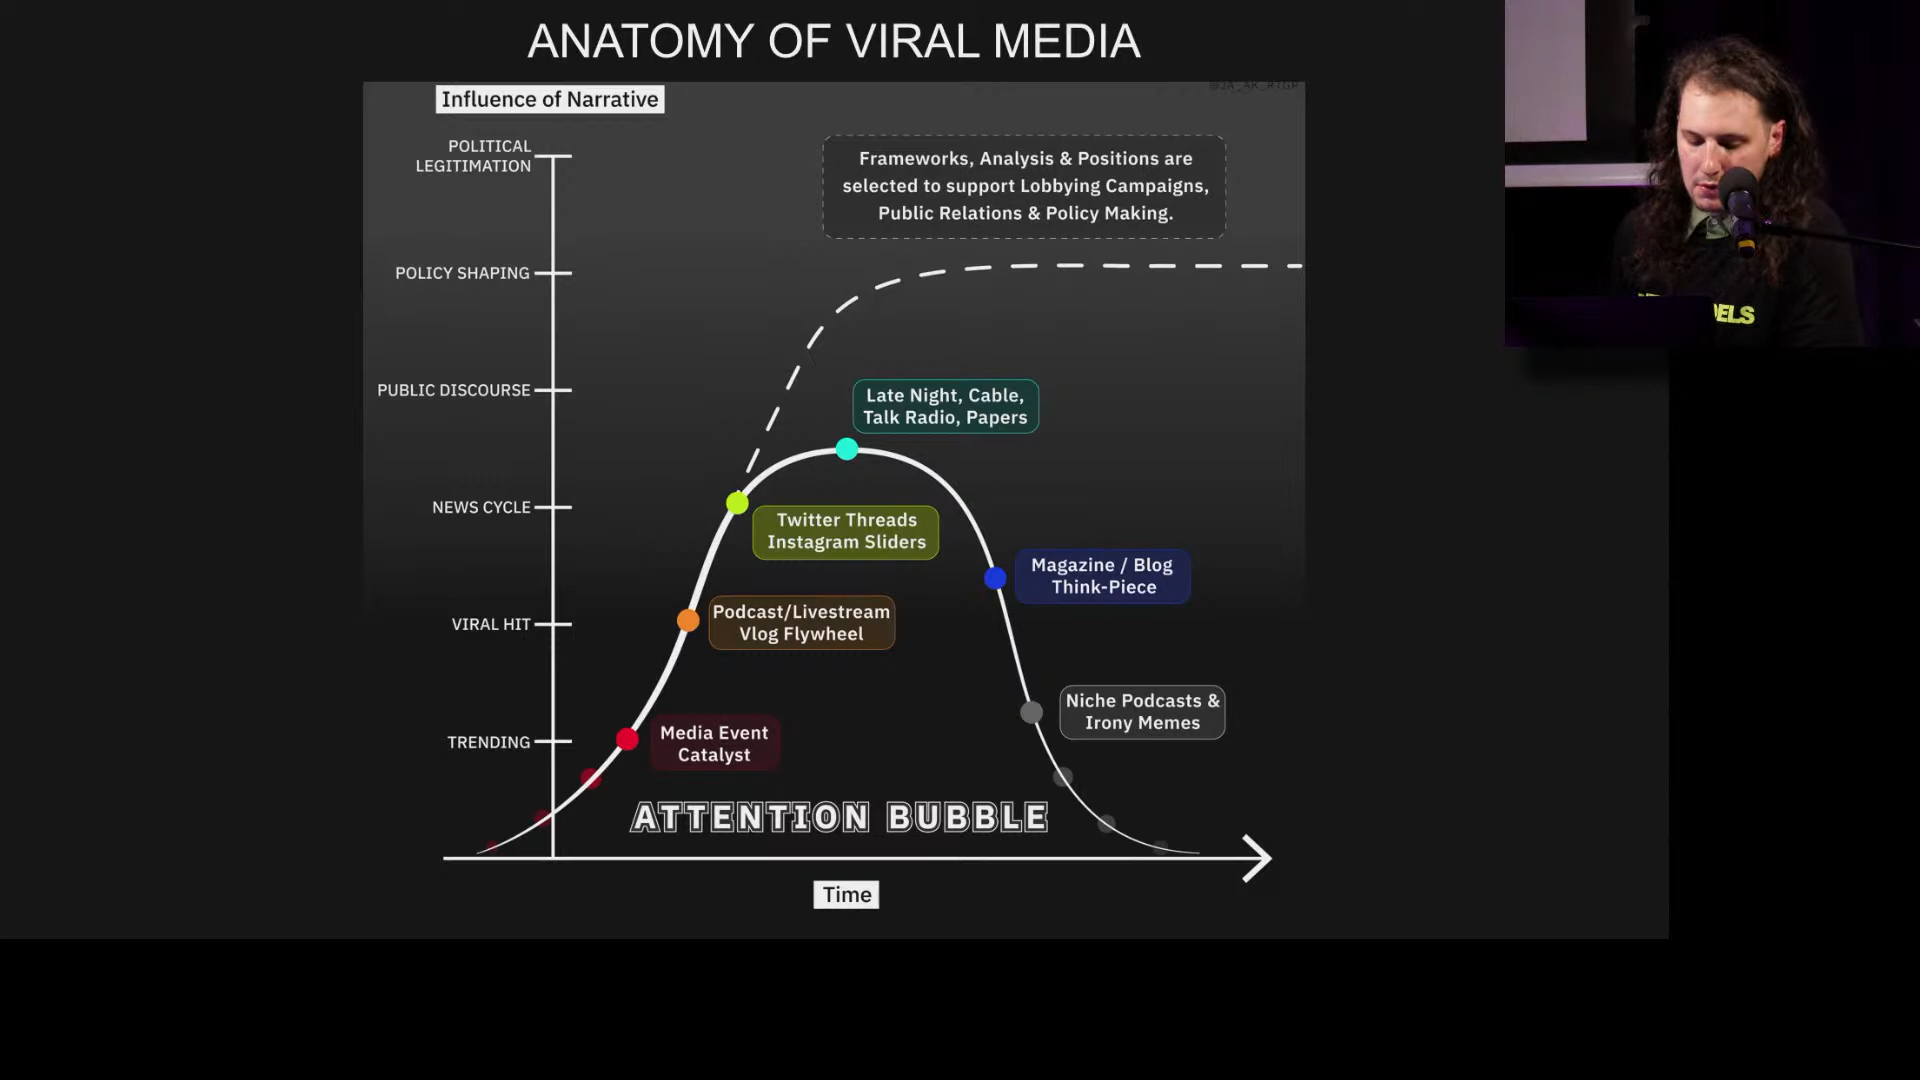 ANATOMY OF VIRAL MEDIA
Influence of Narrative
POLITICAL
LEGITIMATION
Frameworks, Analysis & Positions are
selected to support Lobbying Campaigns,
Public Relations & Policy Making.
POLICY SHAPING
PUBLIC DISCOURSE
Late Night, Cable,
Talk Radio, Papers
NEWS CYCLE
Twitter Threads
Instagram Sliders
Magazine / Blog
Think-Piece
VIRAL HIT
Podcast/Livestream
Vlog Flywheel
Niche Podcasts &
Irony Memes
TRENDING
Media Event
Catalyst
ATTENTION BUBBLE
Time